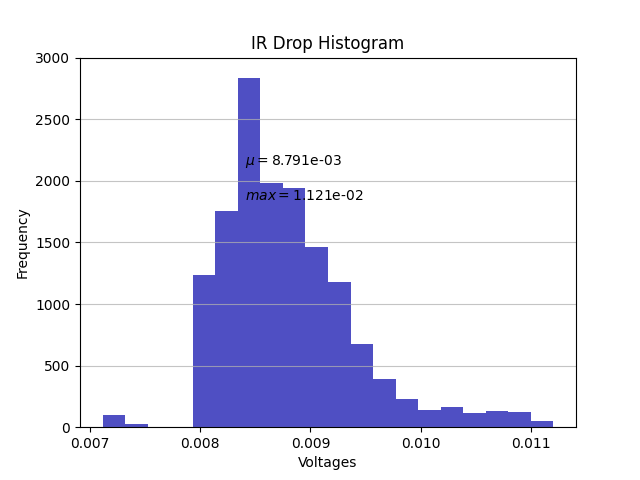 IR Drop Histogram
3000
2500
2000
1500
1000
500
0
Frequency
μ = 8.791e-03
max = 1.121e-02
0.007 0.008 0.009 0.010 0.011
Voltages